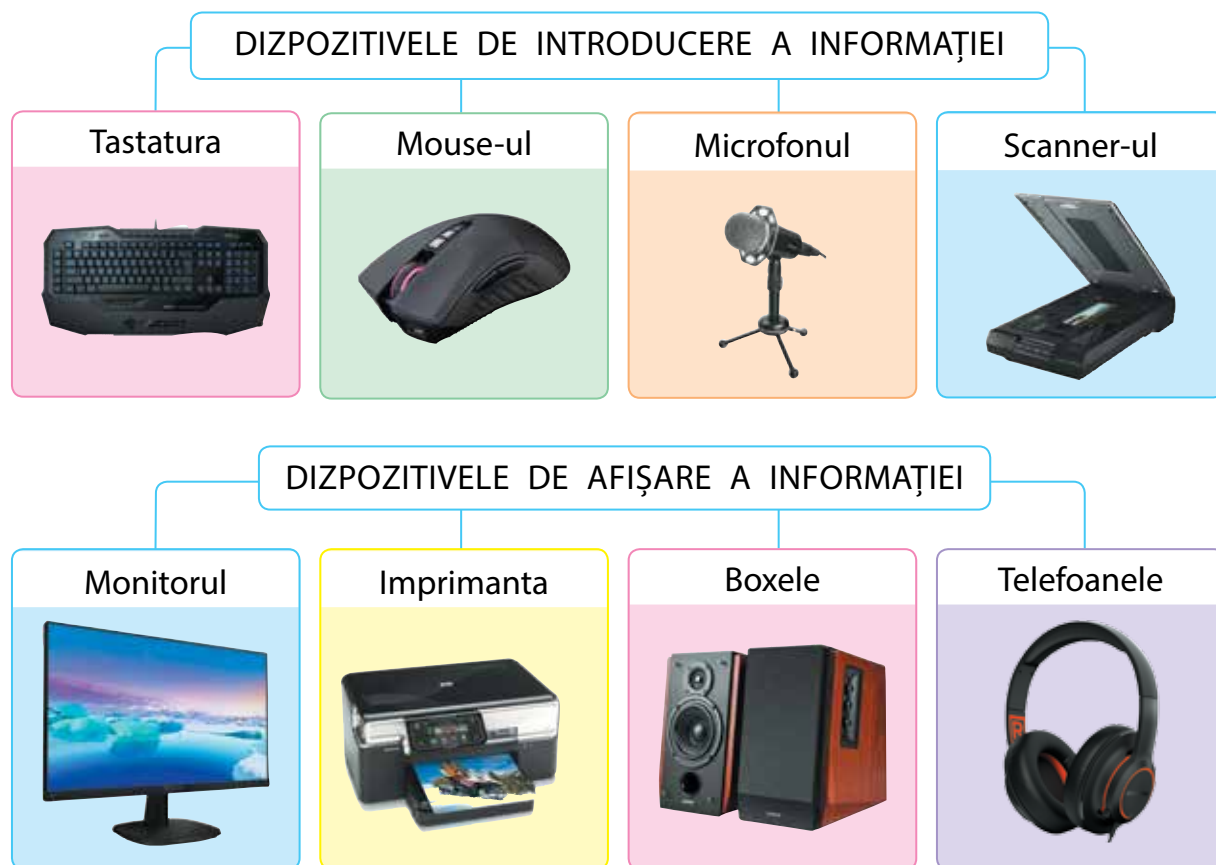 DIZPOZITIVELE DE INTRODUCERE A INFORMAȚIEI
Tastatura
Mouse-ul
Microfonul
Scanner-ul
DIZPOZITIVELE DE AFIȘARE A INFORMAȚIEI
Monitorul
Imprimanta
Boxele
Telefoanele
R